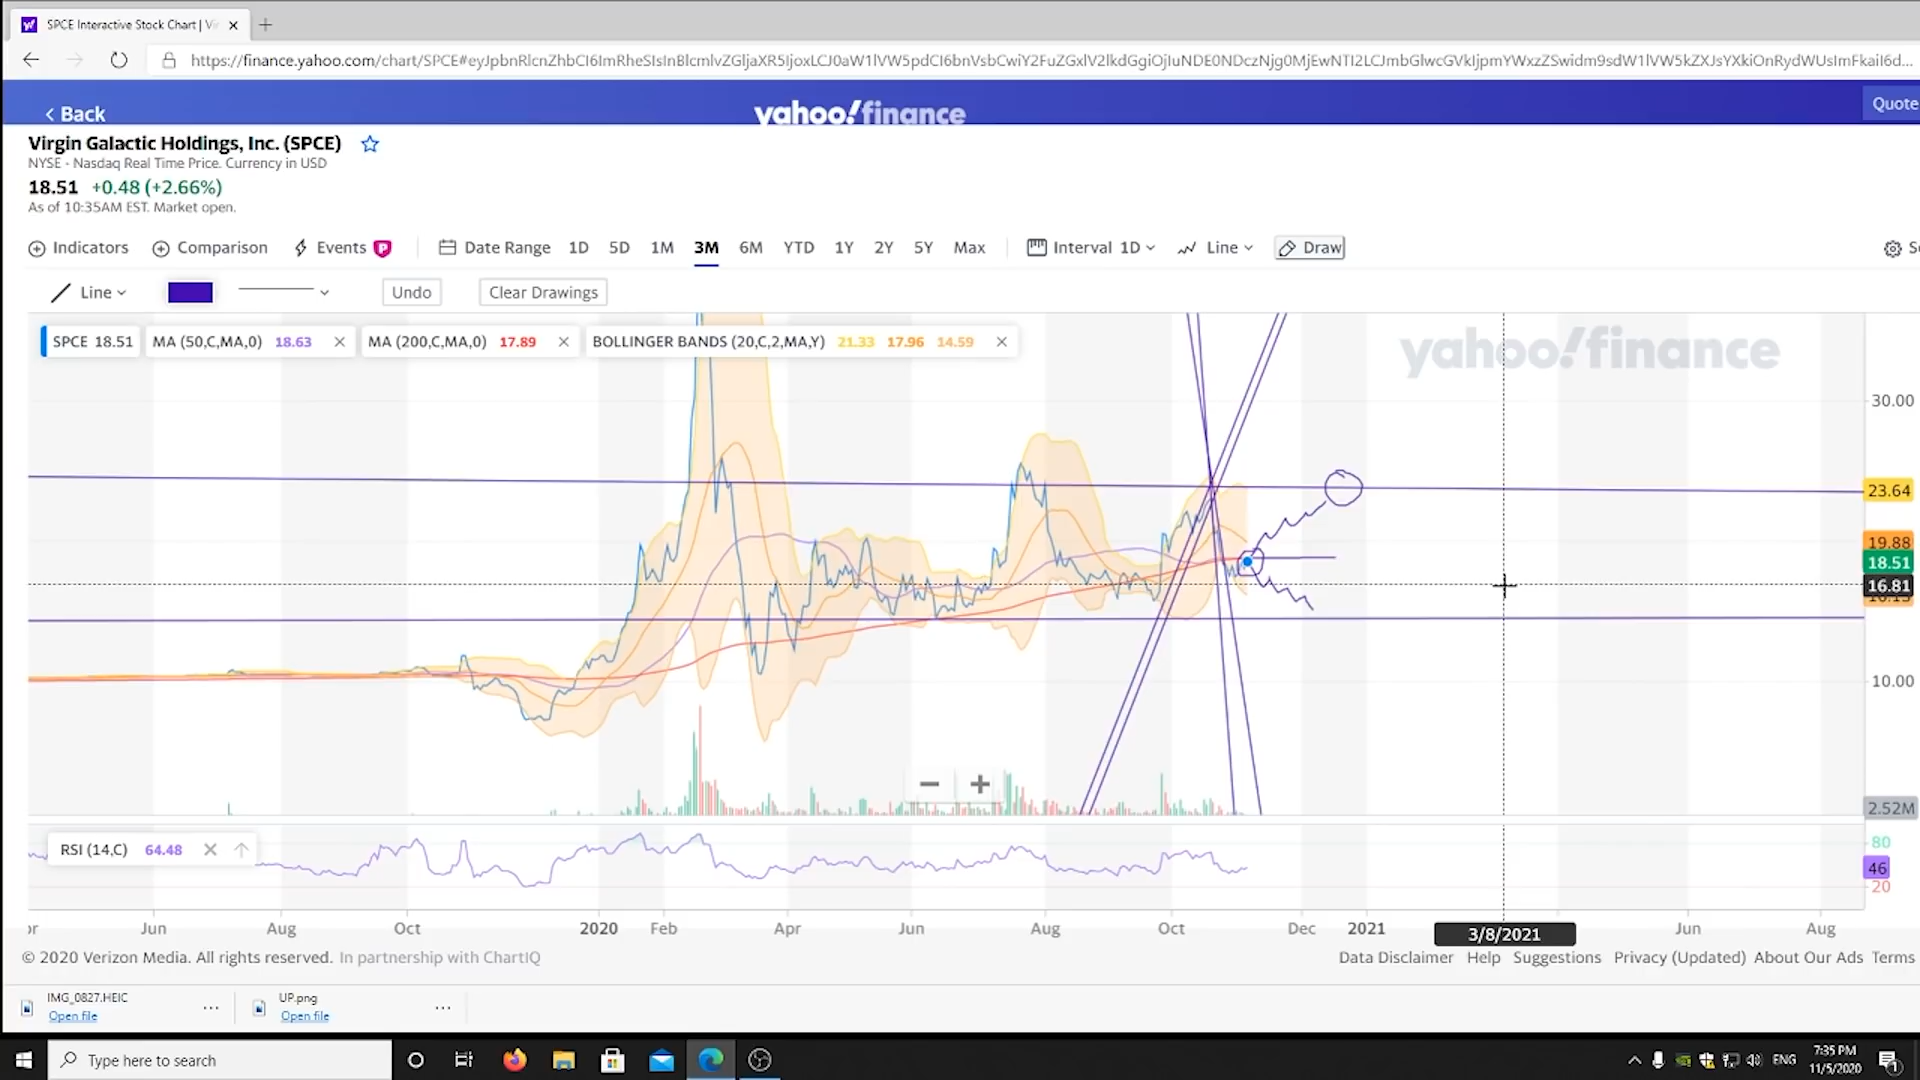 SPCE Interactive Stock Chart | Vi
https://finance.yahoo.com/chart/SPCE
Back
yahoo!finance
Quote
Virgin Galactic Holdings, Inc. (SPCE)
NYSE - Nasdaq Real Time Price. Currency in USD
18.51 +0.48 (+2.66%)
As of 10:35AM EST. Market open.
Indicators Comparison Events P Date Range 1D 5D 1M 3M 6M YTD 1Y 2Y 5Y Max Interval 1D Line Draw
Line Undo Clear Drawings
SPCE 18.51 MA (50,C,MA,0) 18.63 MA (200,C,MA,0) 17.89 BOLLINGER BANDS (20,C,2,MA,Y) 21.33 17.96 14.59
yahoo!finance
30.00
23.64
19.88
18.51
16.81
10.00
2.52M
RSI (14,C) 64.48
80
46
20
Jun Aug Oct 2020 Feb Apr Jun Aug Oct Dec 2021 3/8/2021 Jun Aug
© 2020 Verizon Media. All rights reserved. In partnership with ChartIQ
Data Disclaimer Help Suggestions Privacy (Updated) About Our Ads Terms
IMG_0827.HEIC
Open file
UP.png
Open file
Type here to search
ENG
7:35 PM
11/5/2020
1